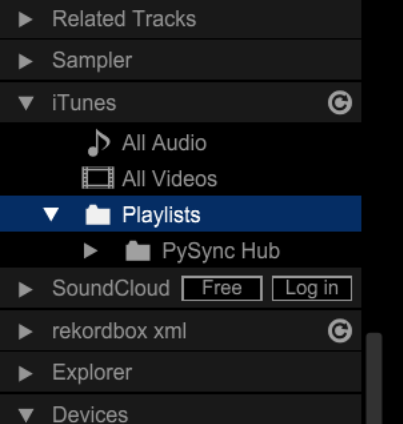 Related Tracks
Sampler
iTunes
All Audio
All Videos
Playlists
PySync Hub
SoundCloud Free Log in
rekordbox xml
Explorer
Devices